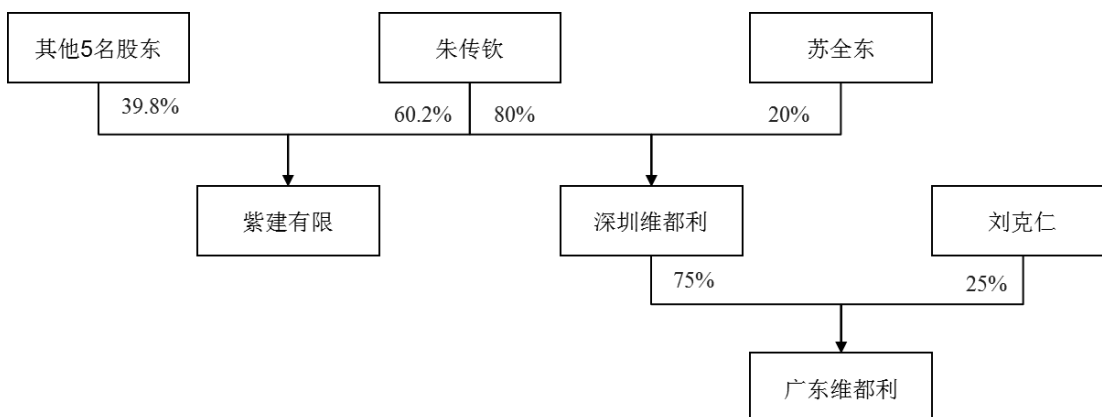 其他5名股东
朱传钦
苏全东
39.8%
60.2%
80%
20%
紫建有限
深圳维都利
刘克仁
75%
25%
广东维都利